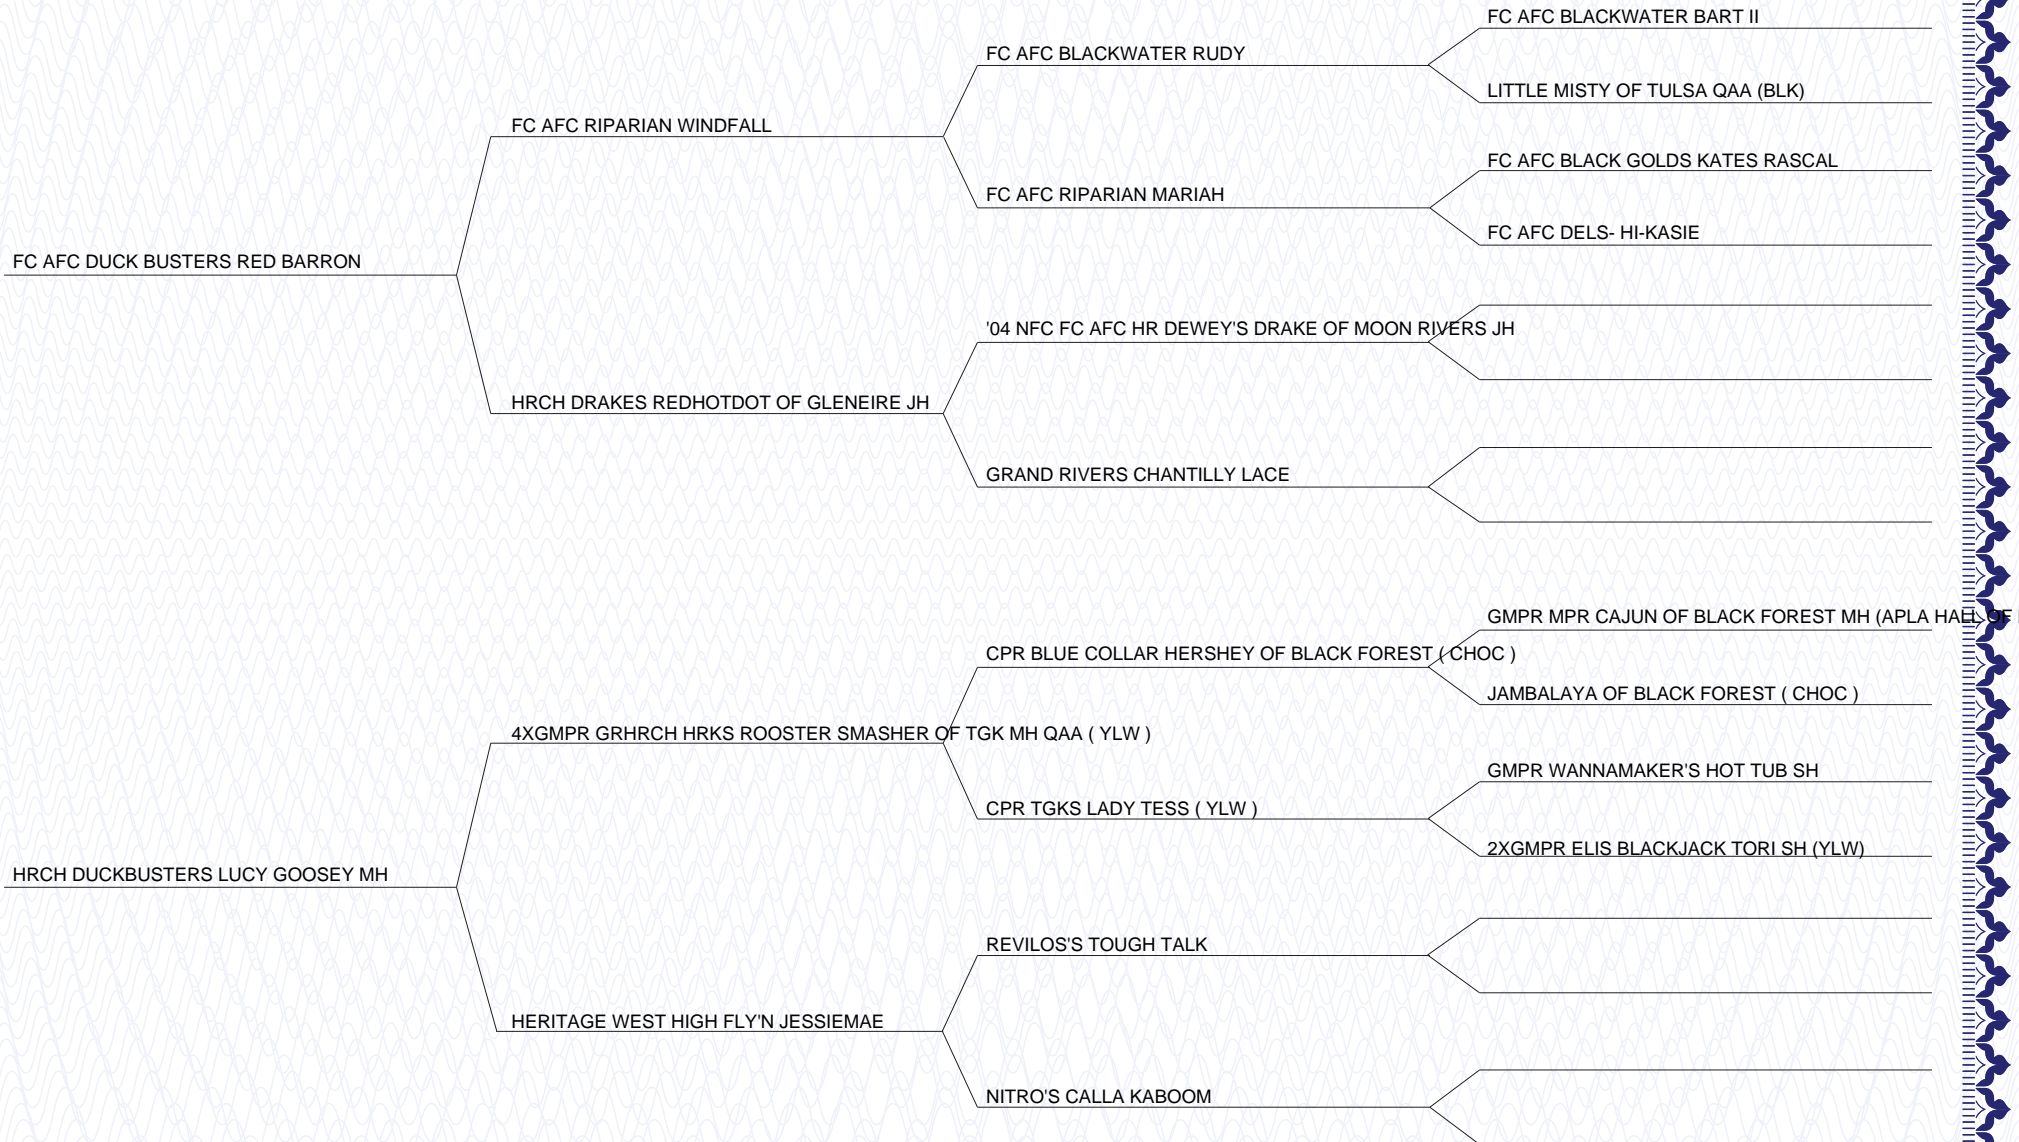 FC AFC BLACKWATER BART II
FC AFC BLACKWATER RUDY
LITTLE MISTY OF TULSA QAA (BLK)
FC AFC RIPARIAN WINDFALL
FC AFC BLACK GOLDS KATES RASCAL
FC AFC RIPARIAN MARIAH
FC AFC DELS- HI-KASIE
FC AFC DUCK BUSTERS RED BARRON
'04 NFC FC AFC HR DEWEY'S DRAKE OF MOON RIVERS JH
HRCH DRAKES REDHOTDOT OF GLENEIRE JH
GRAND RIVERS CHANTILLY LACE
GMPR MPR CAJUN OF BLACK FOREST MH (APLA HALL OF
CPR BLUE COLLAR HERSHEY OF BLACK FOREST ( CHOC )
JAMBALAYA OF BLACK FOREST ( CHOC )
4XGMPR GRHRCH HRKS ROOSTER SMASHER OF TGK MH QAA ( YLW )
GMPR WANNAMAKER'S HOT TUB SH
CPR TGKS LADY TESS ( YLW )
2XGMPR ELIS BLACKJACK TORI SH (YLW)
HRCH DUCKBUSTERS LUCY GOOSEY MH
REVILOS'S TOUGH TALK
HERITAGE WEST HIGH FLY'N JESSIEMAE
NITRO'S CALLA KABOOM